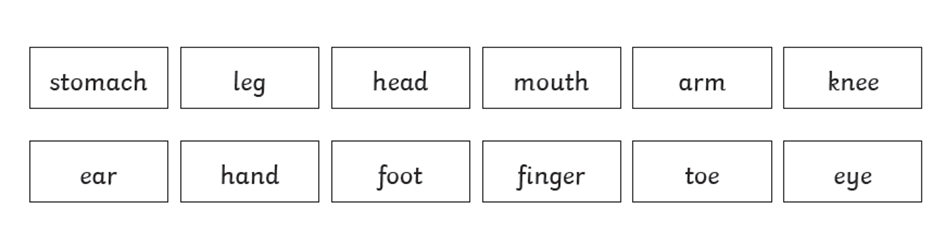 stomach leg head mouth arm knee
ear hand foot finger toe eye